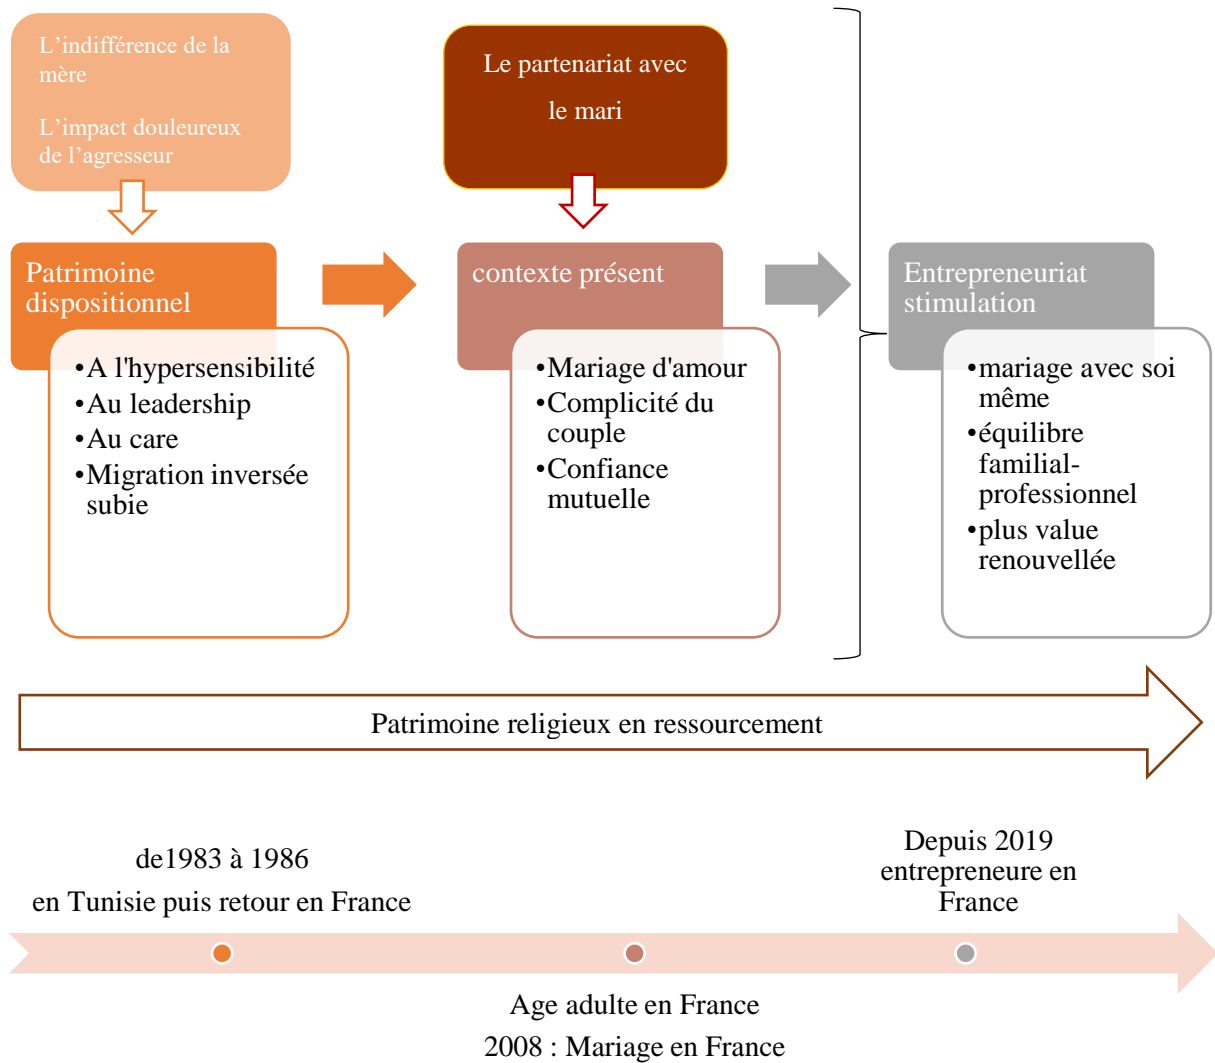 L’indifférence de la
mère
L’impact douleureux
de l’agresseur
Le partenariat avec
le mari
Patrimoine
dispositionnel
•A l'hypersensibilité
•Au leadership
•Au care
•Migration inversée
subie
contexte présent
•Mariage d'amour
•Complicité du
couple
•Confiance
mutuelle
Entrepreneuriat
stimulation
•mariage avec soi
même
•équilibre
familial-
professionnel
•plus value
renouvellée
Patrimoine religieux en ressourcement
de1983 à 1986
en Tunisie puis retour en France
Depuis 2019
entrepreneure en
France
Age adulte en France
2008 : Mariage en France